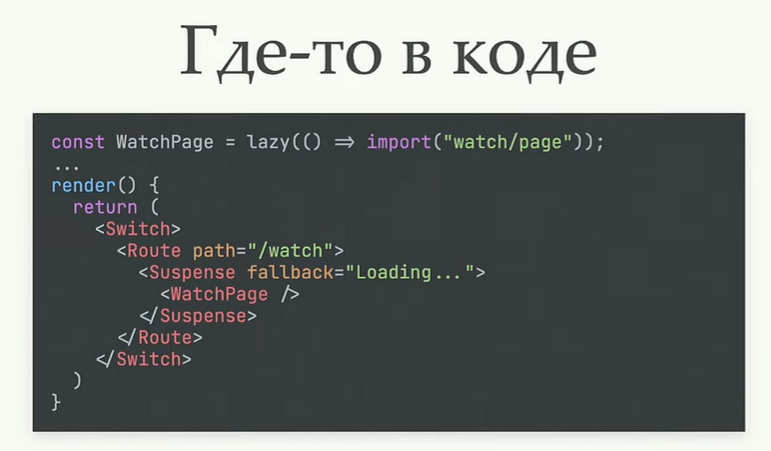 Где-то в коде
const WatchPage = lazy(() => import("watch/page"));
...
render() {
  return (
    <Switch>
      <Route path="/watch">
        <Suspense fallback="Loading...">
          <WatchPage />
        </Suspense>
      </Route>
    </Switch>
  )
}